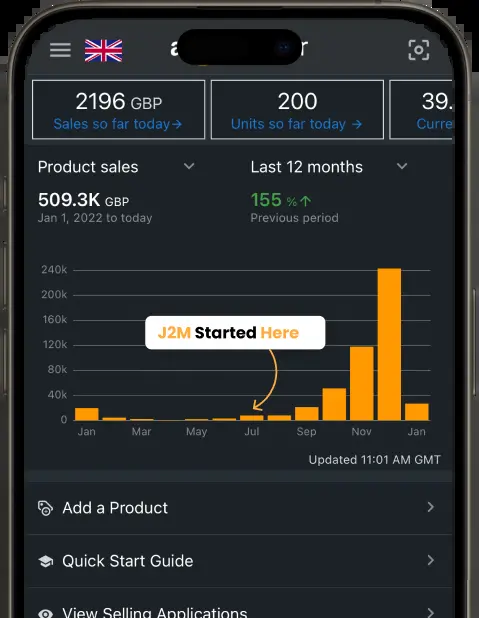 2196 GBP
Sales so far today→
200
Units so far today →
39.
Curre
Product sales
Last 12 months
509.3K GBP
Jan 1, 2022 to today
155 %↑
Previous period
240k
200k
160k
120k
80k
40k
0
J2M Started Here
Jan Mar May Jul Sep Nov Jan
Updated 11:01 AM GMT
Add a Product
Quick Start Guide
View Selling Applications